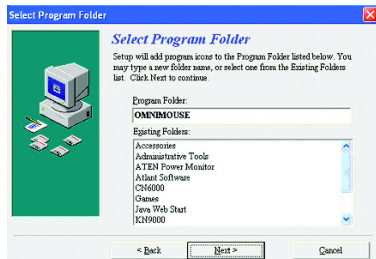 Select Program Folder
Select Program Folder
Setup will add program icons to the Program Folder listed below. You
may type a new folder name, or select one from the Existing Folders
list. Click Next to continue.
Program Folder:
OMNIMOUSE
Existing Folders:
Accessories
Administrative Tools
ATEN Power Monitor
Atlant Software
CN6000
Games
Java Web Start
KN9000
< Back
Next >
Cancel